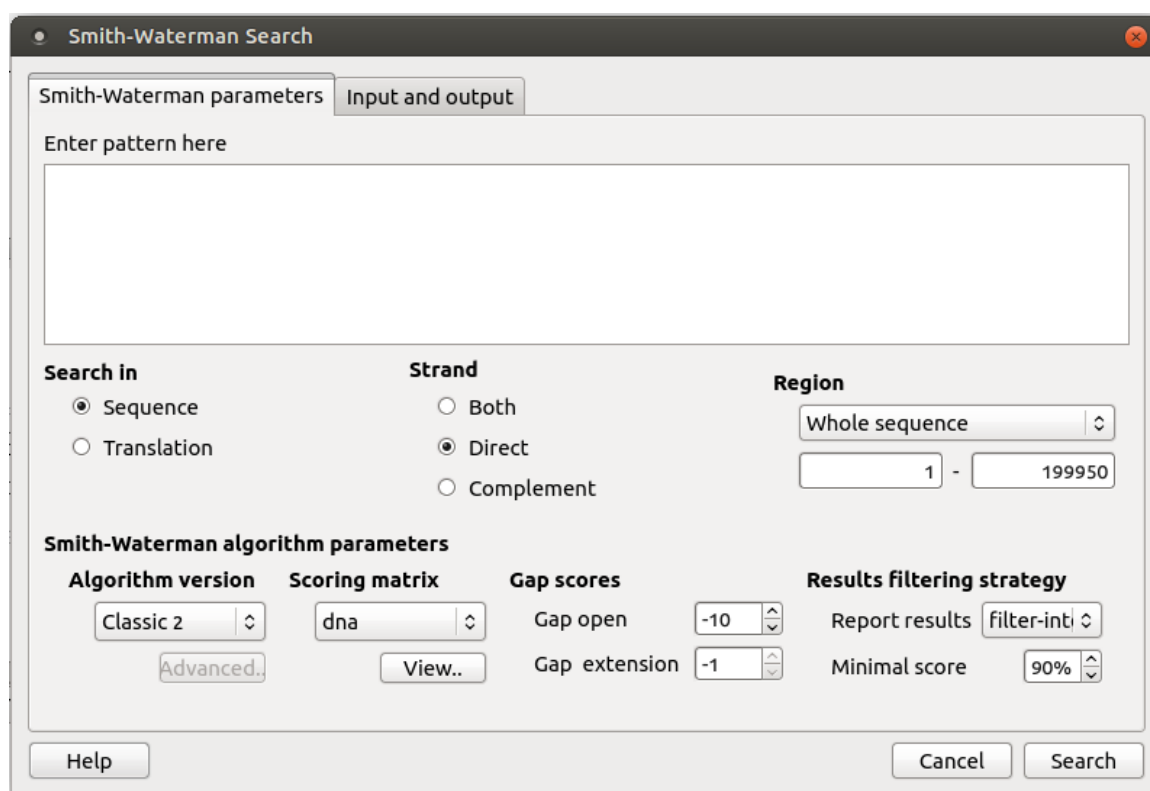 Smith-Waterman Search
Smith-Waterman parameters Input and output
Enter pattern here
Search in Strand Region
Sequence Both Whole sequence
Translation Direct 1 - 199950
Complement
Smith-Waterman algorithm parameters
Algorithm version Scoring matrix Gap scores Results filtering strategy
Classic 2 dna Gap open -10 Report results filter-int
Advanced.. View.. Gap extension -1 Minimal score 90%
Help Cancel Search